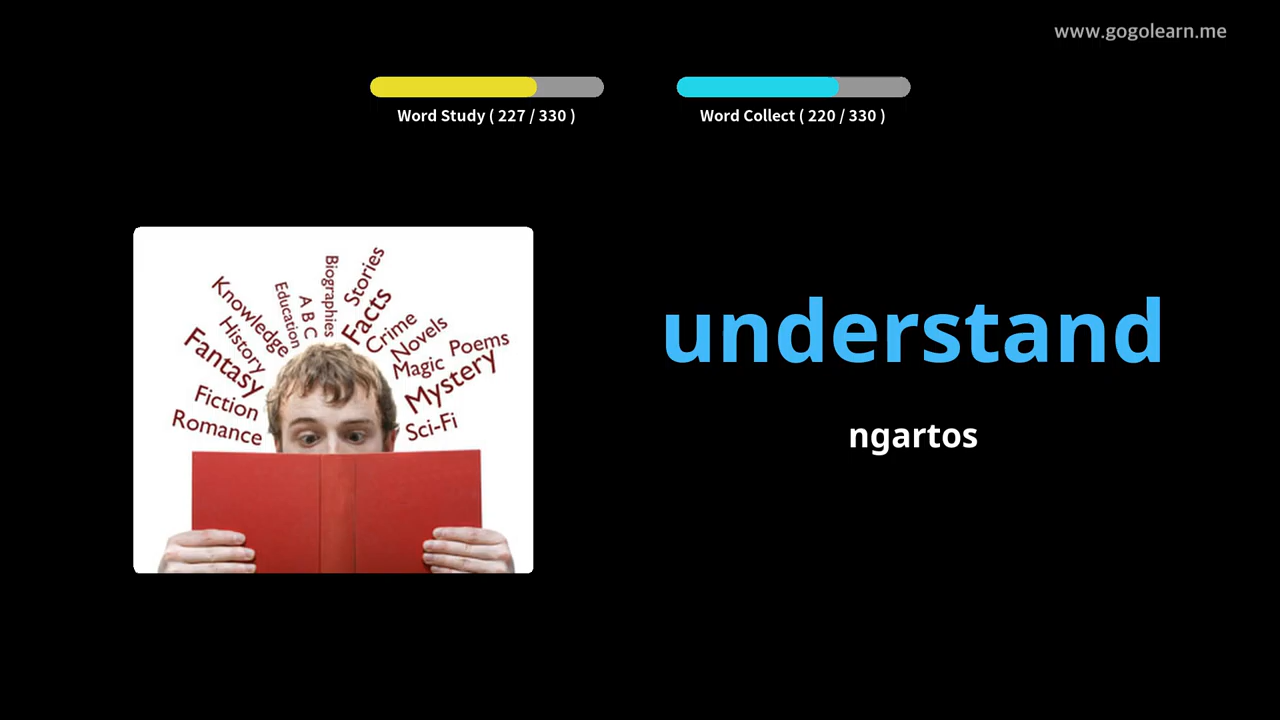 www.gogolearn.me
Word Study ( 227 / 330 )
Word Collect ( 220 / 330 )
Biographies
Stories
Knowledge
Education
A B C
Facts
History
Crime
Novels
Fantasy
Magic
Poems
Mystery
Fiction
Romance
Sci-Fi
understand
ngartos